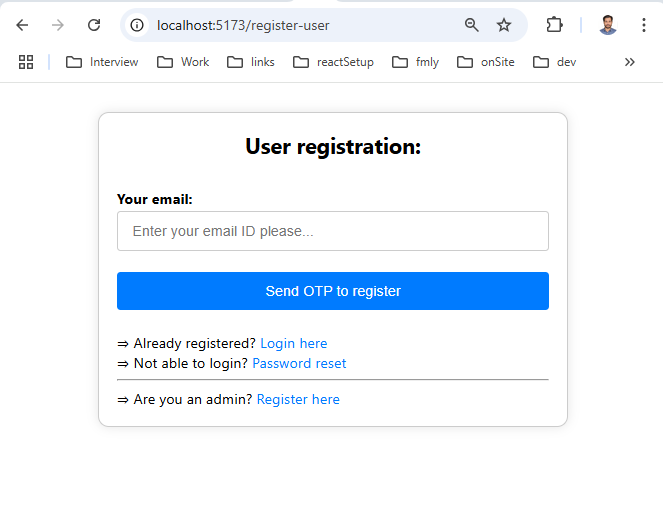 localhost:5173/register-user
Interview Work links reactSetup fmly onSite dev
User registration:
Your email:
Enter your email ID please...
Send OTP to register
⇒ Already registered? Login here
⇒ Not able to login? Password reset
⇒ Are you an admin? Register here